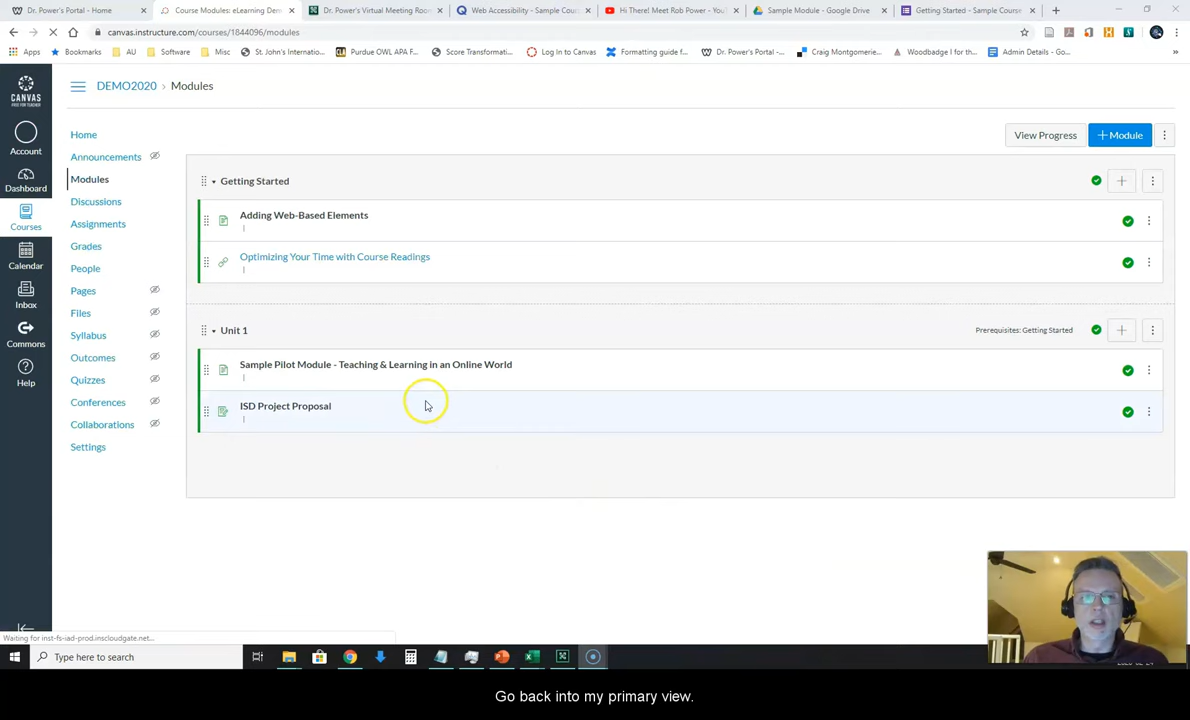 Dr. Power's Portal - Home
Course Modules: eLearning Dem
Dr. Power's Virtual Meeting Room
Web Accessibility - Sample Cour
Hi There! Meet Rob Power - You
Sample Module - Google Drive
Getting Started - Sample Course
canvas.instructure.com/courses/1844096/modules
Apps
Bookmarks
AU
Software
Misc
St. John's Internatio...
Purdue OWL APA F...
Score Transformati...
Log In to Canvas
Formatting guide f...
Dr. Power's Portal -...
Craig Montgomerie...
Woodbadge I for th...
Admin Details - Go...
CANVAS
FREE FOR TEACHER
Account
Dashboard
Courses
Calendar
Inbox
Commons
Help
DEMO2020 › Modules
Home
Announcements
Modules
Discussions
Assignments
Grades
People
Pages
Files
Syllabus
Outcomes
Quizzes
Conferences
Collaborations
Settings
View Progress
+ Module
Getting Started
Adding Web-Based Elements
Optimizing Your Time with Course Readings
Unit 1
Prerequisites: Getting Started
Sample Pilot Module - Teaching & Learning in an Online World
ISD Project Proposal
Waiting for inst-fs-iad-prod.inscloudgate.net...
Type here to search
Go back into my primary view.